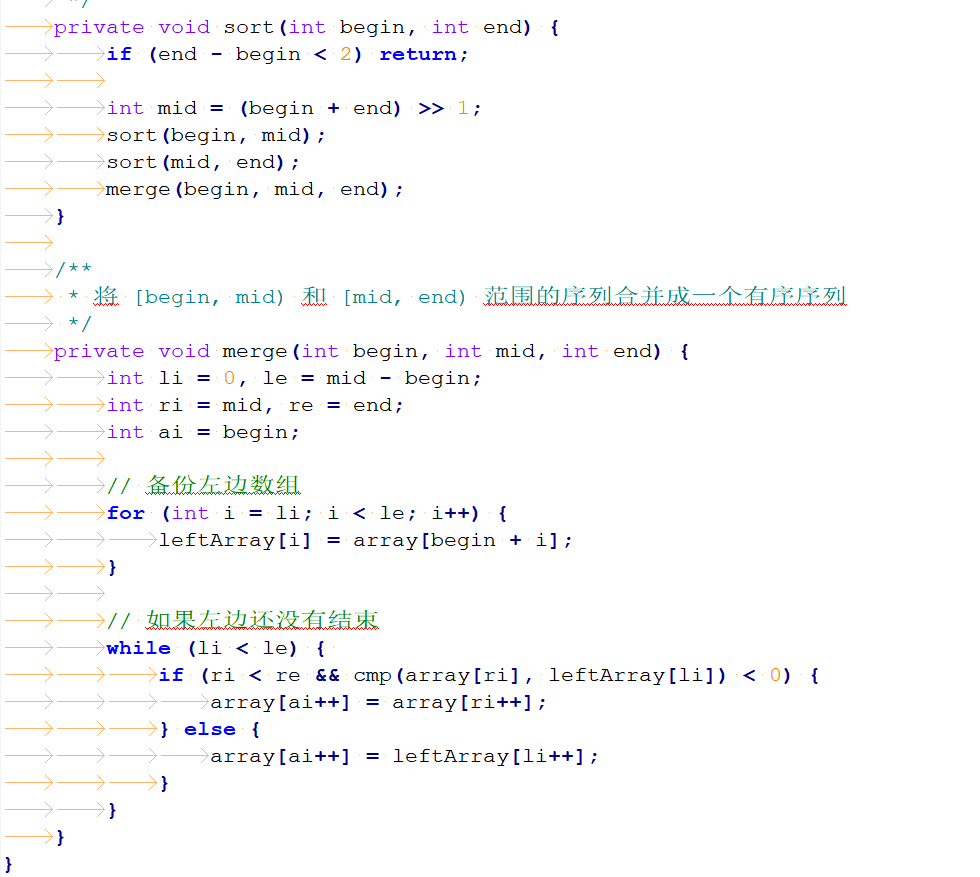 */
private void sort(int begin, int end) {
if (end - begin < 2) return;
int mid = (begin + end) >> 1;
sort(begin, mid);
sort(mid, end);
merge(begin, mid, end);
}
/**
* 将 [begin, mid) 和 [mid, end) 范围的序列合并成一个有序序列
*/
private void merge(int begin, int mid, int end) {
int li = 0, le = mid - begin;
int ri = mid, re = end;
int ai = begin;
// 备份左边数组
for (int i = li; i < le; i++) {
leftArray[i] = array[begin + i];
}
// 如果左边还没有结束
while (li < le) {
if (ri < re && cmp(array[ri], leftArray[li]) < 0) {
array[ai++] = array[ri++];
} else {
array[ai++] = leftArray[li++];
}
}
}
}